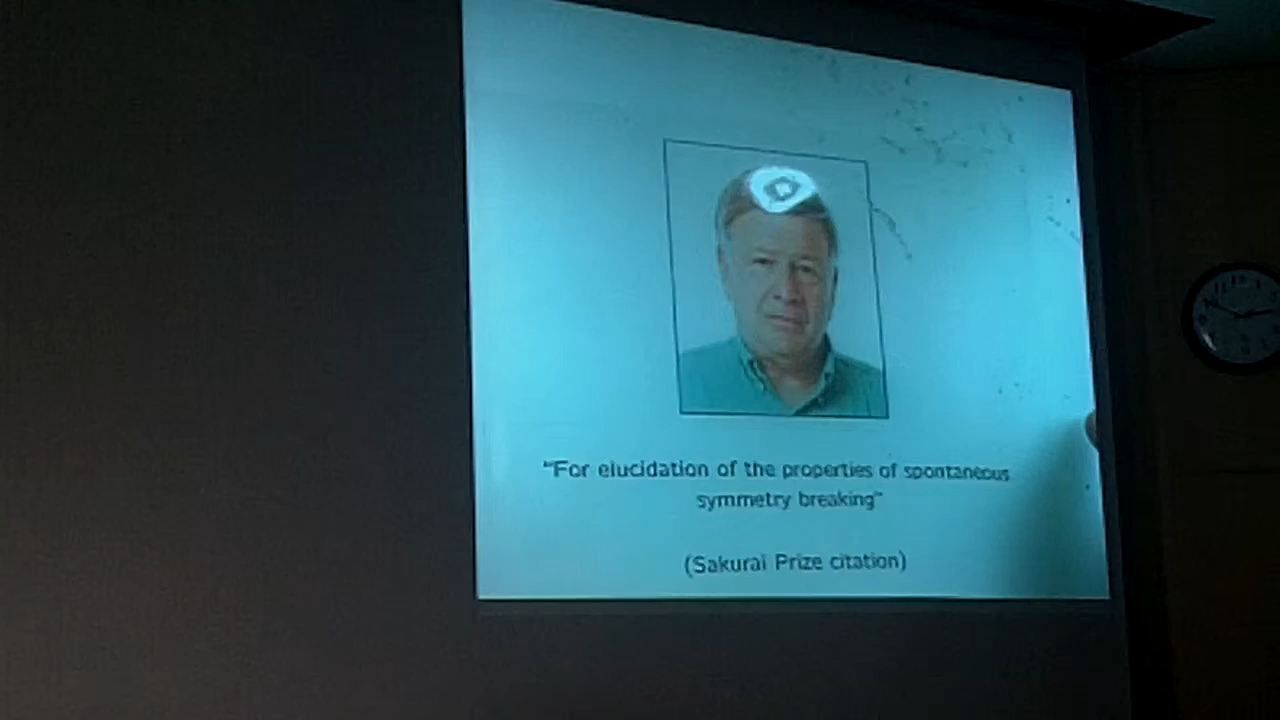 "For elucidation of the properties of spontaneous
symmetry breaking"
(Sakurai Prize citation)